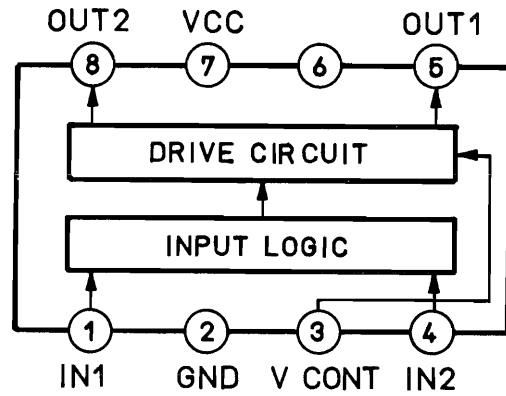 OUT2 VCC OUT1
8 7 6 5
DRIVE CIRCUIT
INPUT LOGIC
1 2 3 4
IN1 GND V CONT IN2